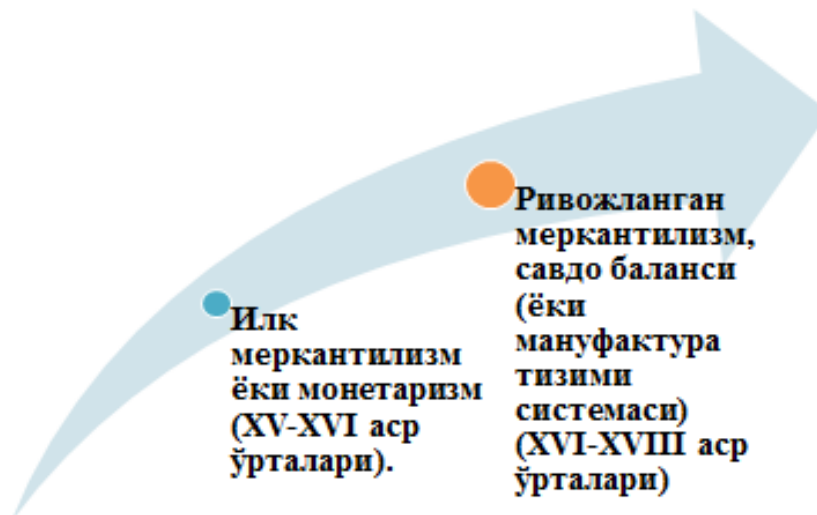 Илк
меркантилизм
ёки монетаризм
(XV-XVI аср
ўрталари).
Ривожланган
меркантилизм,
савдо баланси
(ёки
мануфактура
тизими
системаси)
(XVI-XVIII аср
ўрталари)